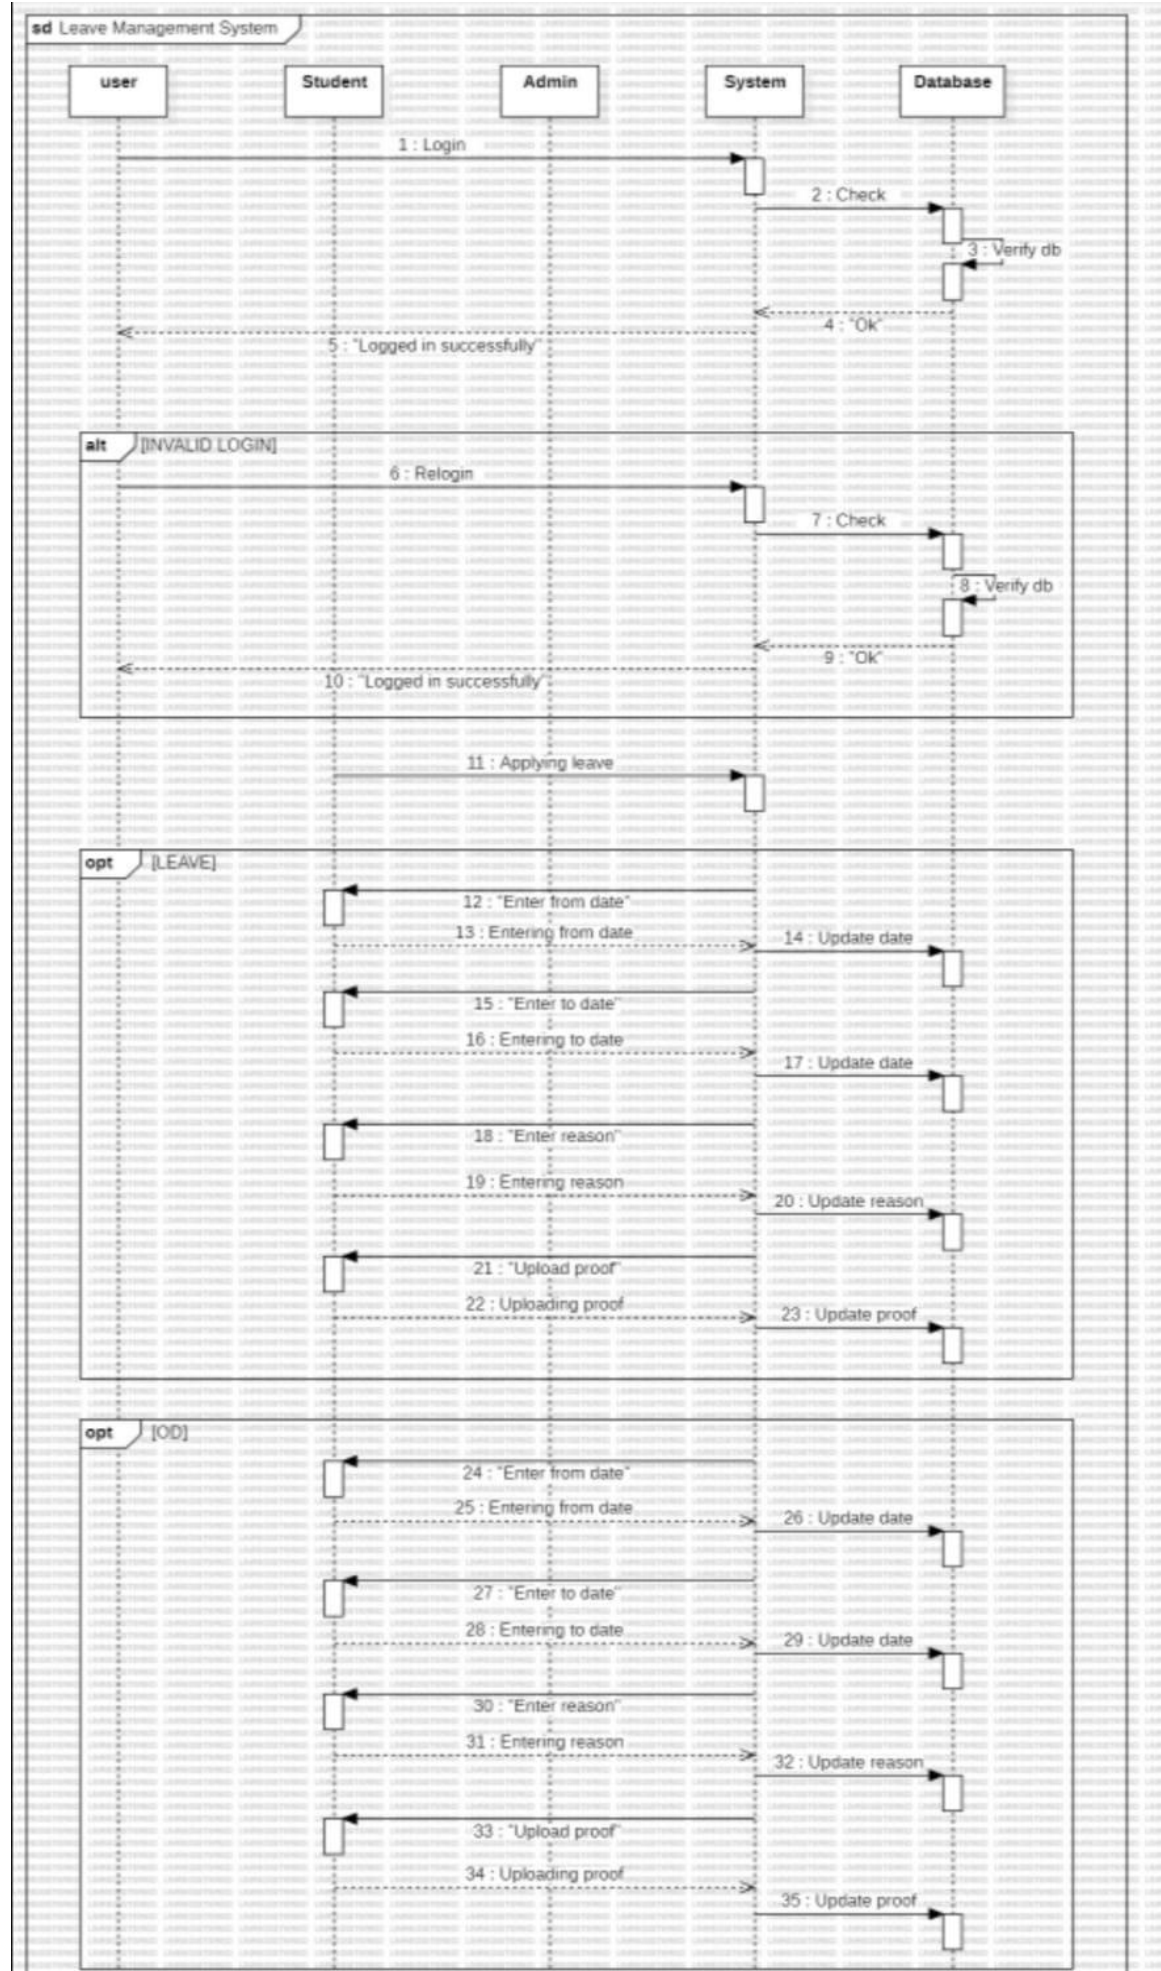 sd Leave Management System
user Student Admin System Database
1 : Login
2 : Check
3 : Verify db
4 : "Ok"
5 : "Logged in successfully"
alt [INVALID LOGIN]
6 : Relogin
7 : Check
8 : Verify db
9 : "Ok"
10 : "Logged in successfully"
11 : Applying leave
opt [LEAVE]
12 : "Enter from date"
13 : Entering from date
14 : Update date
15 : "Enter to date"
16 : Entering to date
17 : Update date
18 : "Enter reason"
19 : Entering reason
20 : Update reason
21 : "Upload proof"
22 : Uploading proof
23 : Update proof
opt [OD]
24 : "Enter from date"
25 : Entering from date
26 : Update date
27 : "Enter to date"
28 : Entering to date
29 : Update date
30 : "Enter reason"
31 : Entering reason
32 : Update reason
33 : "Upload proof"
34 : Uploading proof
35 : Update proof